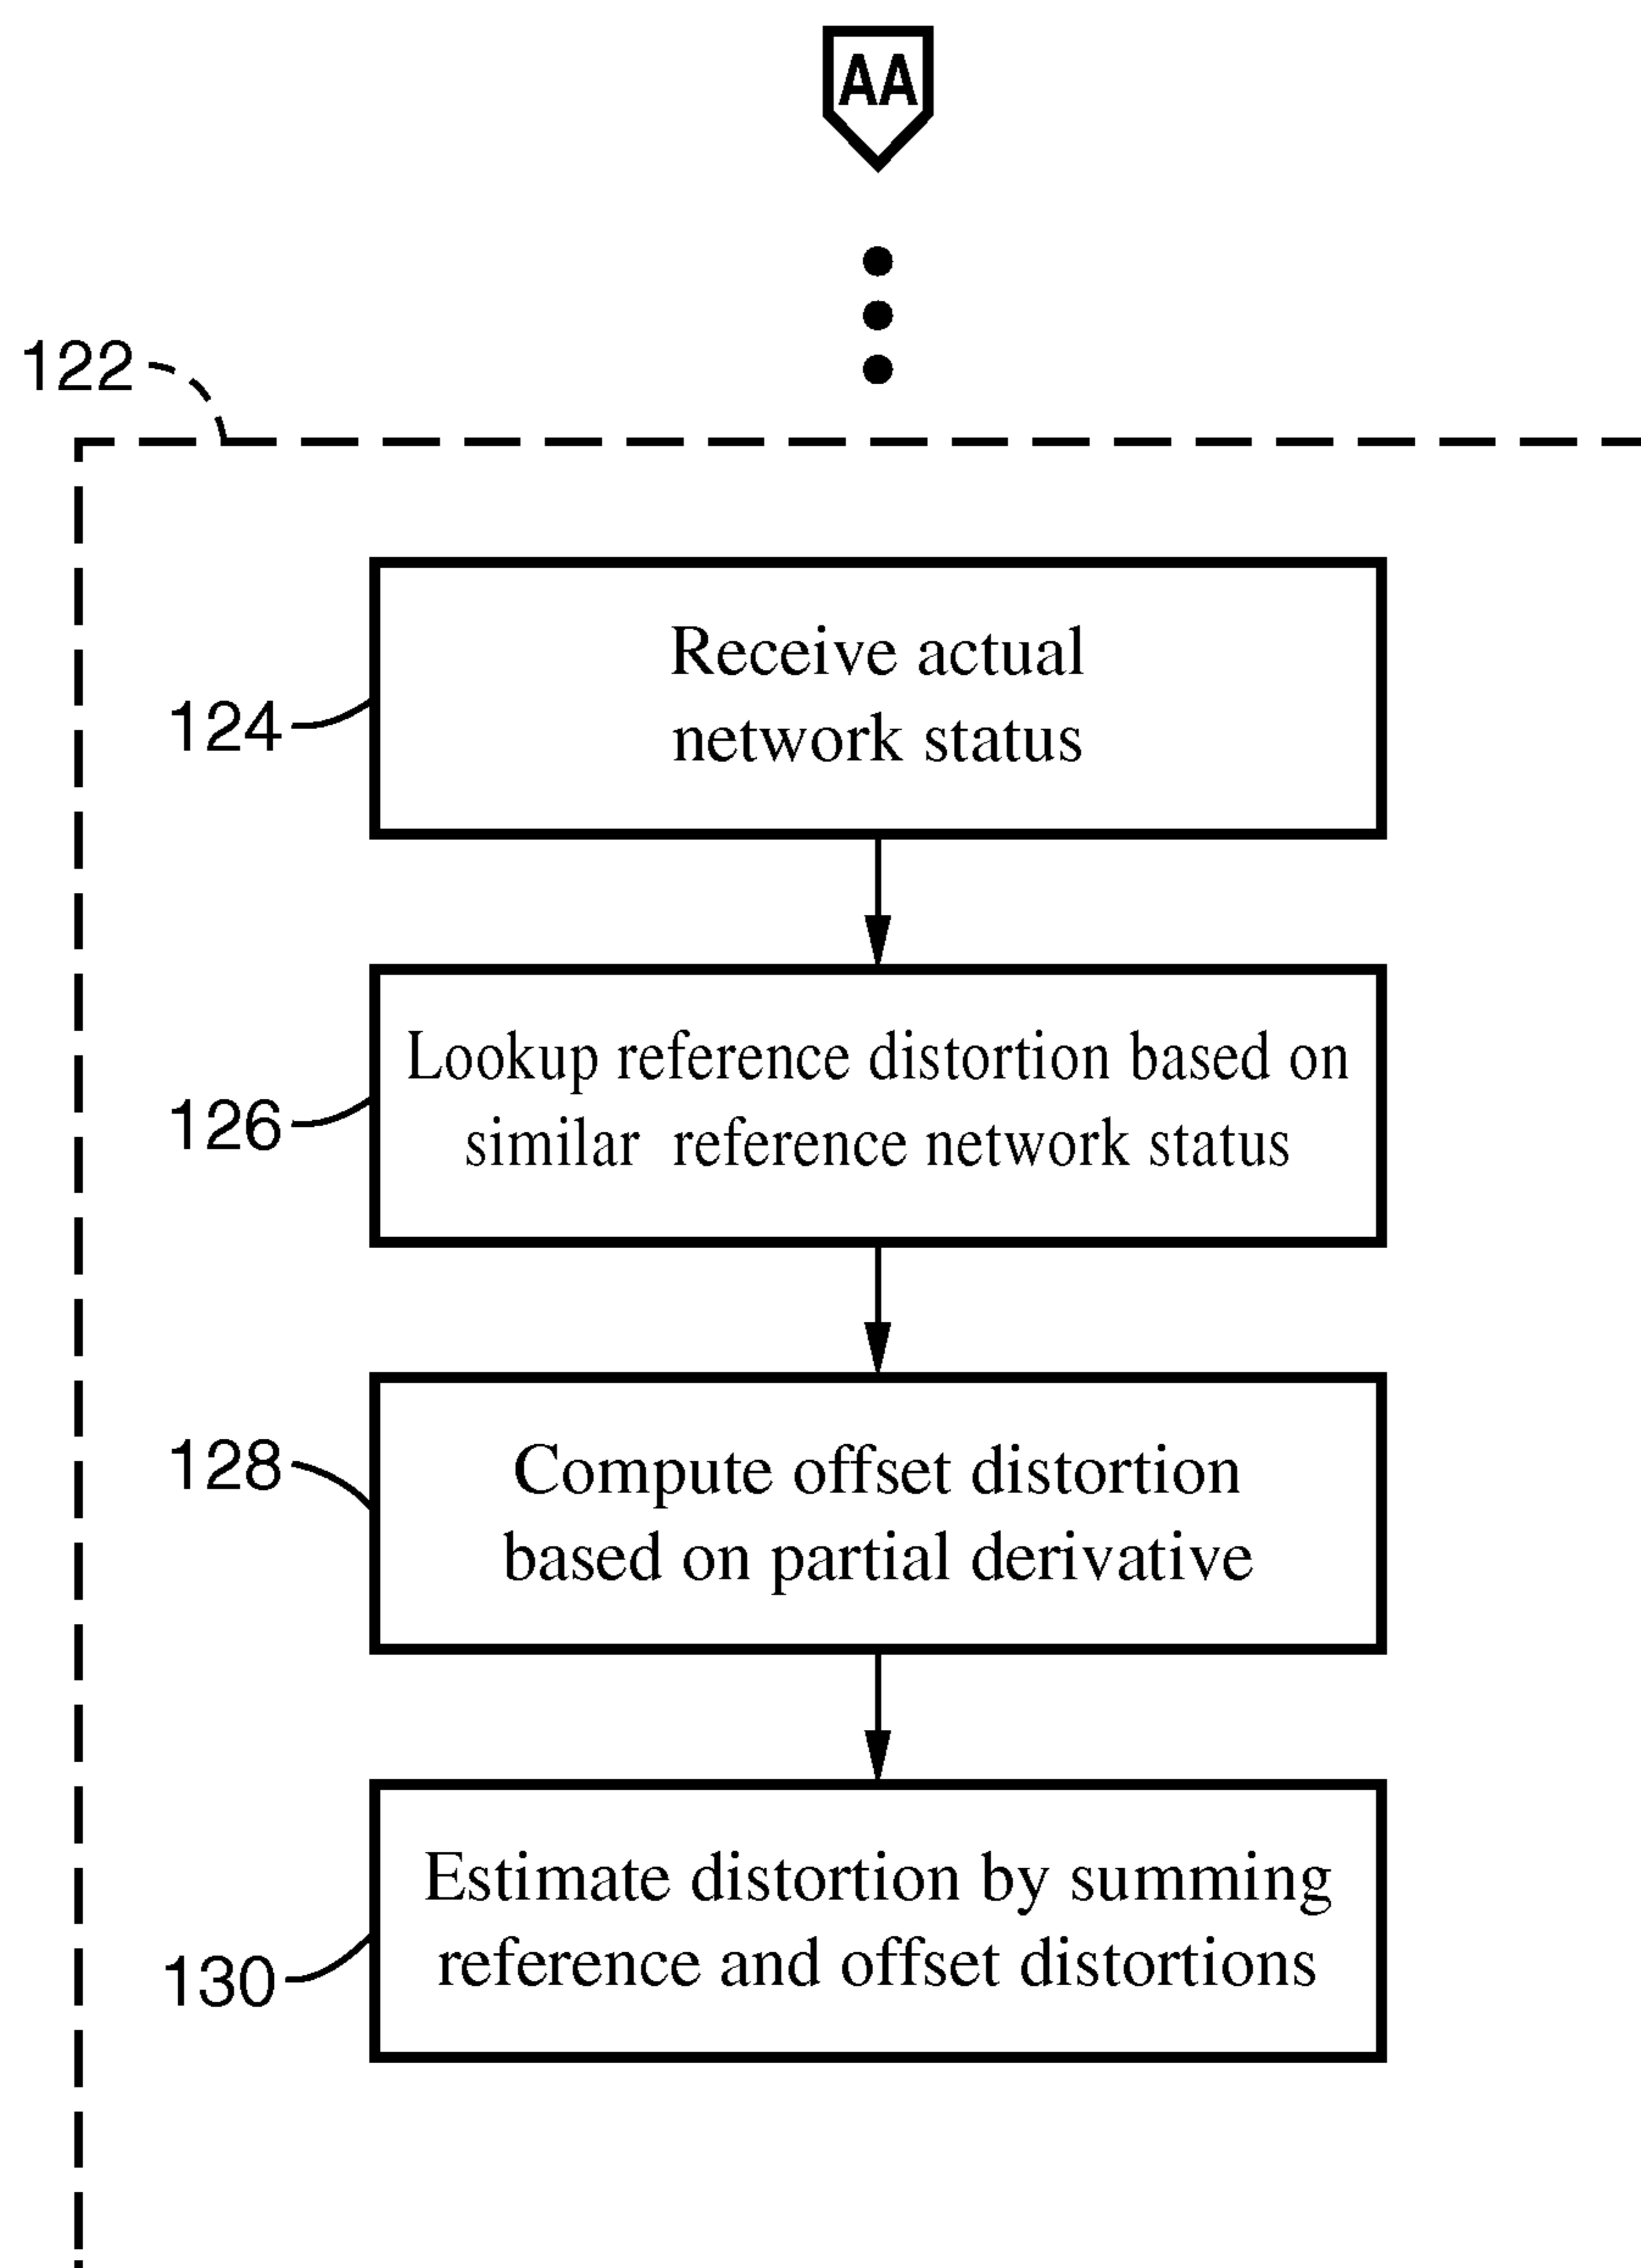 AA
122
Receive actual
network status
124
Lookup reference distortion based on
similar reference network status
126
Compute offset distortion
based on partial derivative
128
Estimate distortion by summing
reference and offset distortions
130